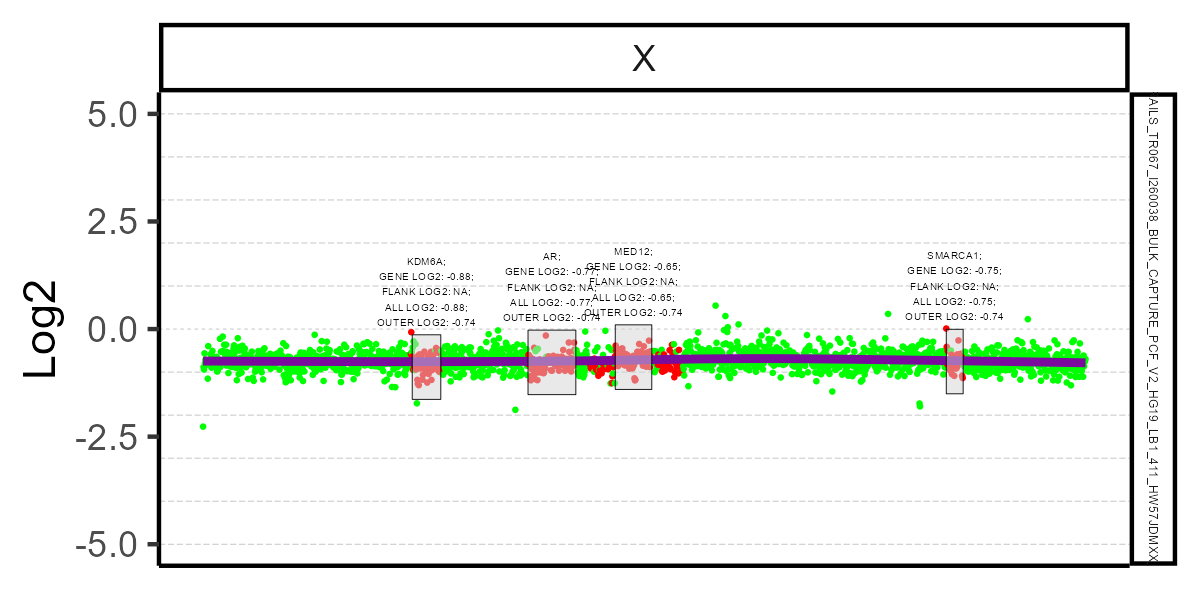 X
5.0
2.5
0.0
-2.5
-5.0
Log2
KDM6A;
GENE LOG2: -0.88;
FLANK LOG2: NA;
ALL LOG2: -0.88;
OUTER LOG2: -0.74
AR;
GENE LOG2: -0.77;
FLANK LOG2: NA;
ALL LOG2: -0.77;
OUTER LOG2: -0.74
MED12;
GENE LOG2: -0.65;
FLANK LOG2: NA;
ALL LOG2: -0.65;
OUTER LOG2: -0.74
SMARCA1;
GENE LOG2: -0.75;
FLANK LOG2: NA;
ALL LOG2: -0.75;
OUTER LOG2: -0.74
AILS_TR067_I260038_BULK_CAPTURE_PCF_V2_HG19_LB1_411_HW57JDMXX